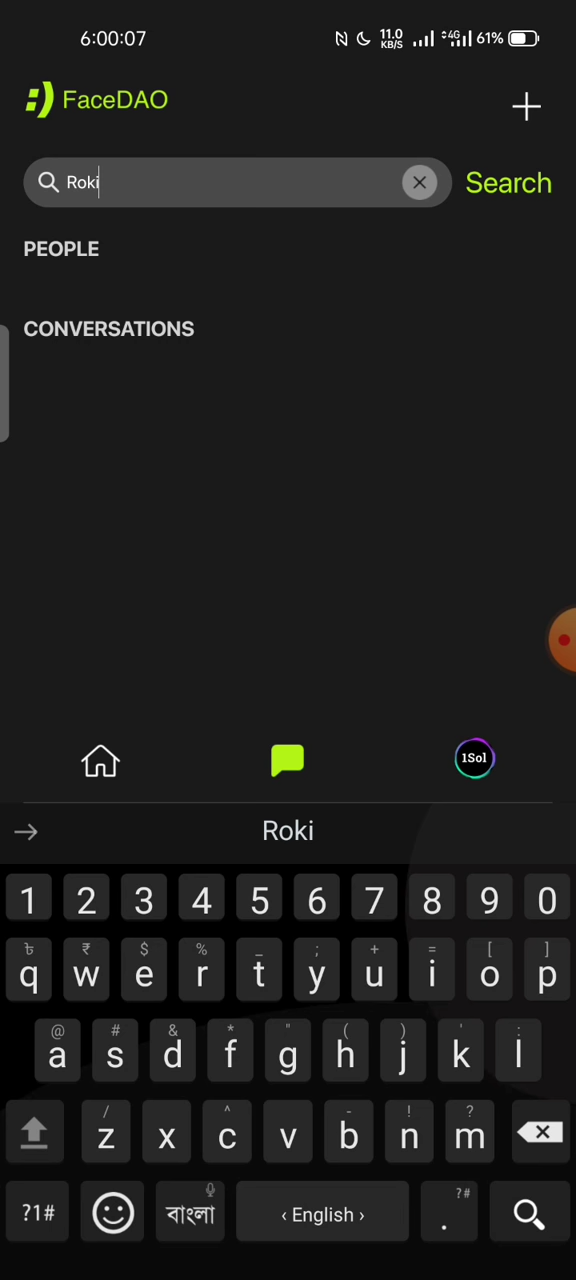 6:00:07 11.0 KB/S 4G 61%
:) FaceDAO
Roki Search
PEOPLE
CONVERSATIONS
1Sol
Roki
1 2 3 4 5 6 7 8 9 0
৳ ₹ $ % _ ; + = [ ]
q w e r t y u i o p
@ # & * " ( ) ' :
a s d f g h j k l
/ ^ - ! ?
z x c v b n m
?1# বাংলা ‹ English › ?# .